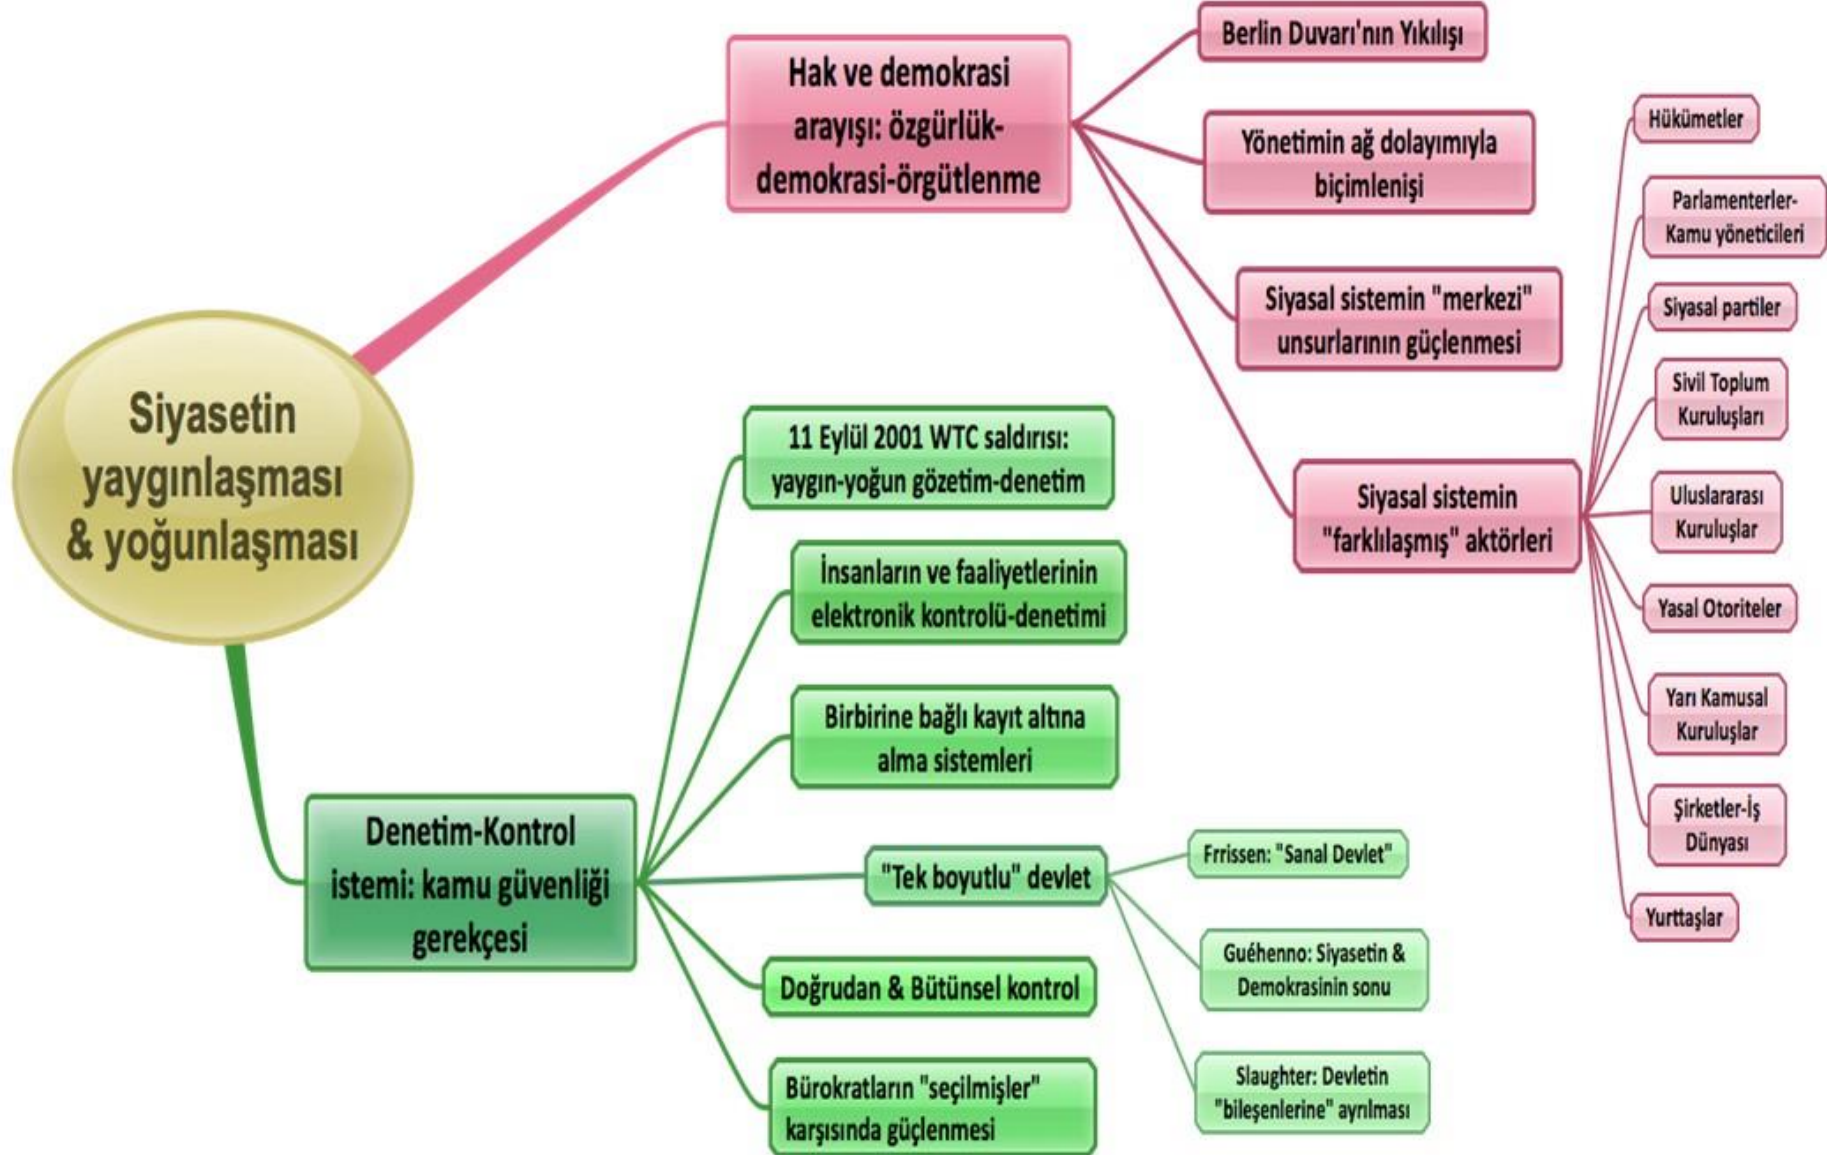 Siyasetin
yaygınlaşması
& yoğunlaşması
Hak ve demokrasi
arayışı: özgürlük-
demokrasi-örgütlenme
Berlin Duvarı'nın Yıkılışı
Yönetimin ağ dolayımıyla
biçimlenişi
Siyasal sistemin "merkezi"
unsurlarının güçlenmesi
Siyasal sistemin
"farklılaşmış" aktörleri
Hükümetler
Parlamenterler-
Kamu yöneticileri
Siyasal partiler
Sivil Toplum
Kuruluşları
Uluslararası
Kuruluşlar
Yasal Otoriteler
Yarı Kamusal
Kuruluşlar
Şirketler-İş
Dünyası
Yurttaşlar
Denetim-Kontrol
istemi: kamu güvenliği
gerekçesi
11 Eylül 2001 WTC saldırısı:
yaygın-yoğun gözetim-denetim
İnsanların ve faaliyetlerinin
elektronik kontrolü-denetimi
Birbirine bağlı kayıt altına
alma sistemleri
"Tek boyutlu" devlet
Frrissen: "Sanal Devlet"
Guéhenno: Siyasetin &
Demokrasinin sonu
Slaughter: Devletin
"bileşenlerine" ayrılması
Doğrudan & Bütünsel kontrol
Bürokratların "seçilmişler"
karşısında güçlenmesi